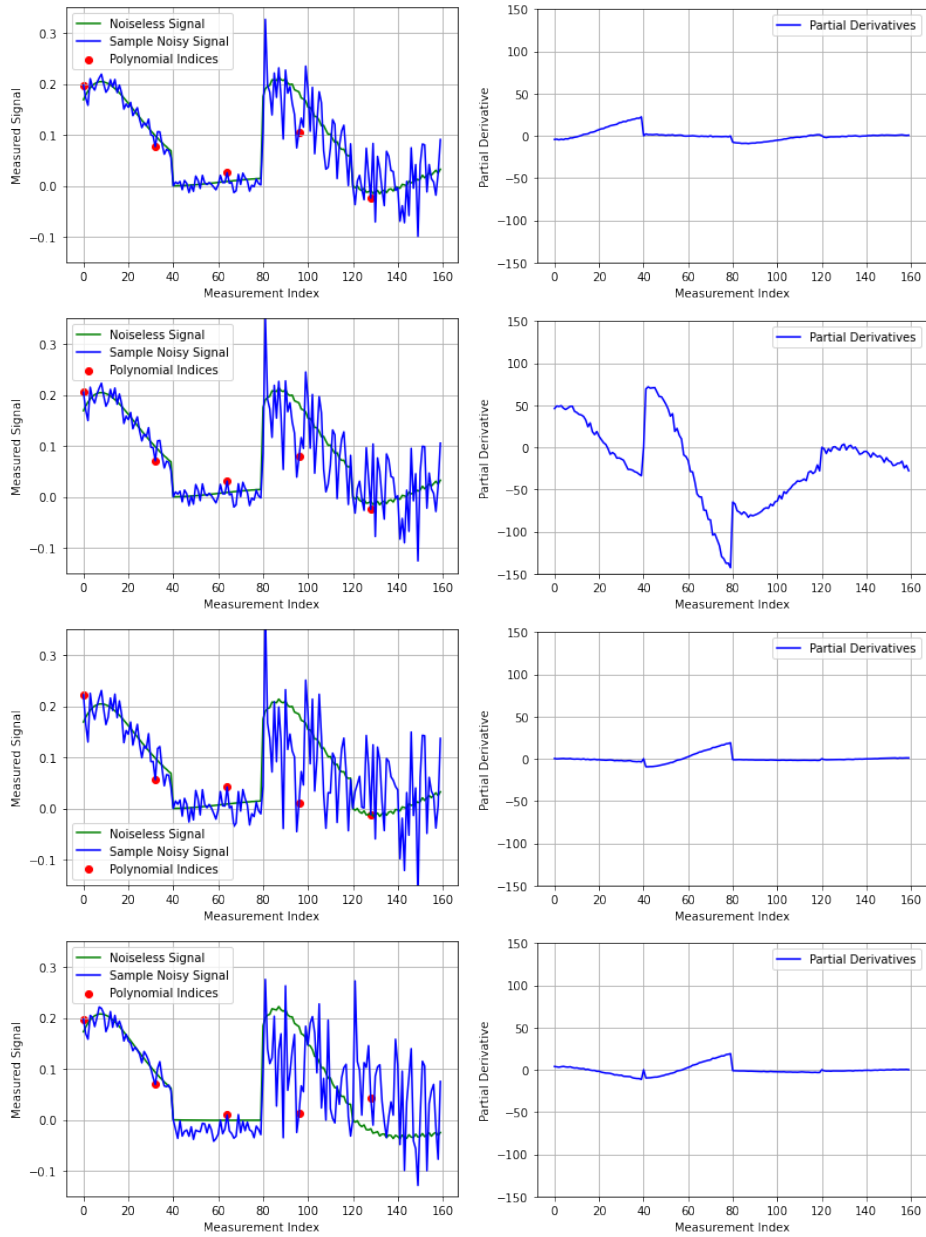 Noiseless Signal
Sample Noisy Signal
Polynomial Indices
Measured Signal
0.3
0.2
0.1
0.0
−0.1
0 20 40 60 80 100 120 140 160
Measurement Index
Partial Derivatives
Partial Derivative
150
100
50
0
−50
−100
−150
0 20 40 60 80 100 120 140 160
Measurement Index
Noiseless Signal
Sample Noisy Signal
Polynomial Indices
Measured Signal
0.3
0.2
0.1
0.0
−0.1
0 20 40 60 80 100 120 140 160
Measurement Index
Partial Derivatives
Partial Derivative
150
100
50
0
−50
−100
−150
0 20 40 60 80 100 120 140 160
Measurement Index
Measured Signal
0.3
0.2
0.1
0.0
−0.1
Noiseless Signal
Sample Noisy Signal
Polynomial Indices
0 20 40 60 80 100 120 140 160
Measurement Index
Partial Derivatives
Partial Derivative
150
100
50
0
−50
−100
−150
0 20 40 60 80 100 120 140 160
Measurement Index
Noiseless Signal
Sample Noisy Signal
Polynomial Indices
Measured Signal
0.3
0.2
0.1
0.0
−0.1
0 20 40 60 80 100 120 140 160
Measurement Index
Partial Derivatives
Partial Derivative
150
100
50
0
−50
−100
−150
0 20 40 60 80 100 120 140 160
Measurement Index